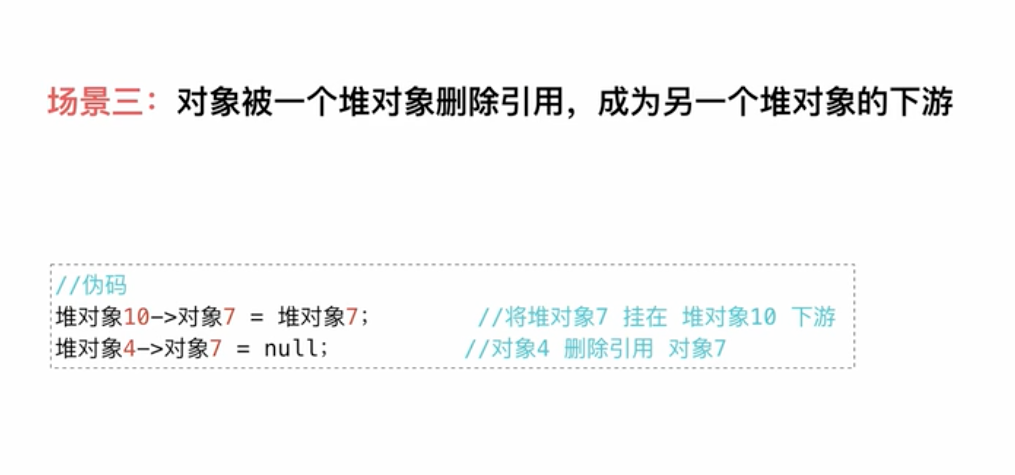 场景三：对象被一个堆对象删除引用，成为另一个堆对象的下游
//伪码
堆对象10->对象7 = 堆对象7; //将堆对象7 挂在 堆对象10 下游
堆对象4->对象7 = null; //对象4 删除引用 对象7